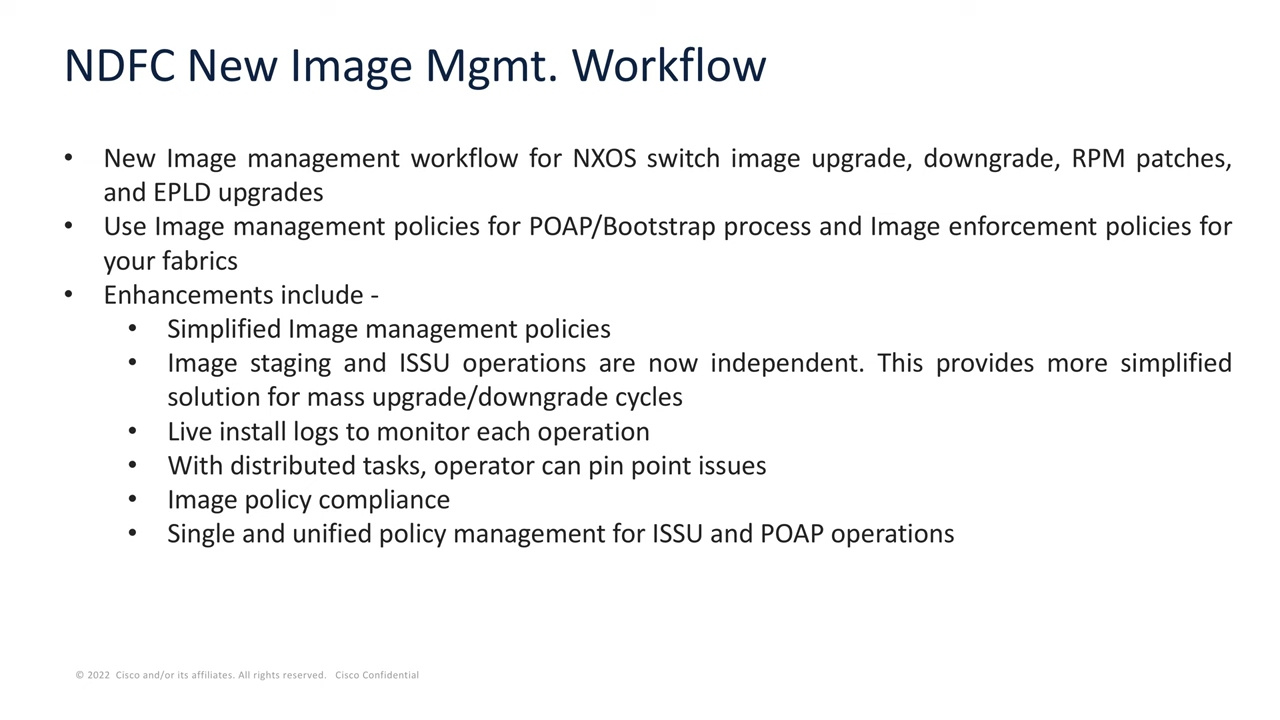 NDFC New Image Mgmt. Workflow
• New Image management workflow for NXOS switch image upgrade, downgrade, RPM patches,
and EPLD upgrades
• Use Image management policies for POAP/Bootstrap process and Image enforcement policies for
your fabrics
• Enhancements include -
• Simplified Image management policies
• Image staging and ISSU operations are now independent. This provides more simplified
solution for mass upgrade/downgrade cycles
• Live install logs to monitor each operation
• With distributed tasks, operator can pin point issues
• Image policy compliance
• Single and unified policy management for ISSU and POAP operations
© 2022 Cisco and/or its affiliates. All rights reserved. Cisco Confidential